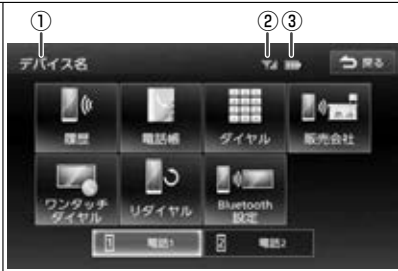 ① ② ③
デバイス名 戻る
履歴 電話帳 ダイヤル 販売会社
ワンタッチ
ダイヤル リダイヤル Bluetooth
設定
1 電話1 2 電話2